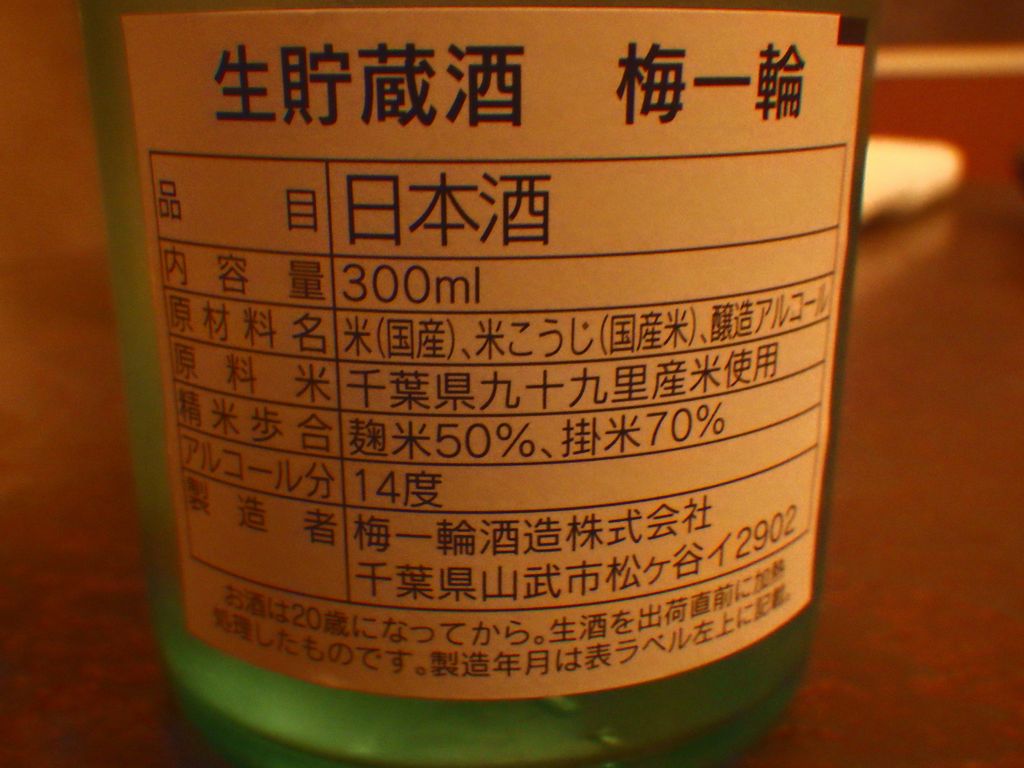 生貯蔵酒 梅一輪
品目 日本酒
内容量 300ml
原材料名 米(国産)、米こうじ(国産米)、醸造アルコール
原料米 千葉県九十九里産米使用
精米歩合 麹米50%、掛米70%
アルコール分 14度
製造者 梅一輪酒造株式会社
千葉県山武市松ヶ谷イ2902
お酒は20歳になってから。生酒を出荷直前に加熱
処理したものです。製造年月は表ラベル左上に記載。